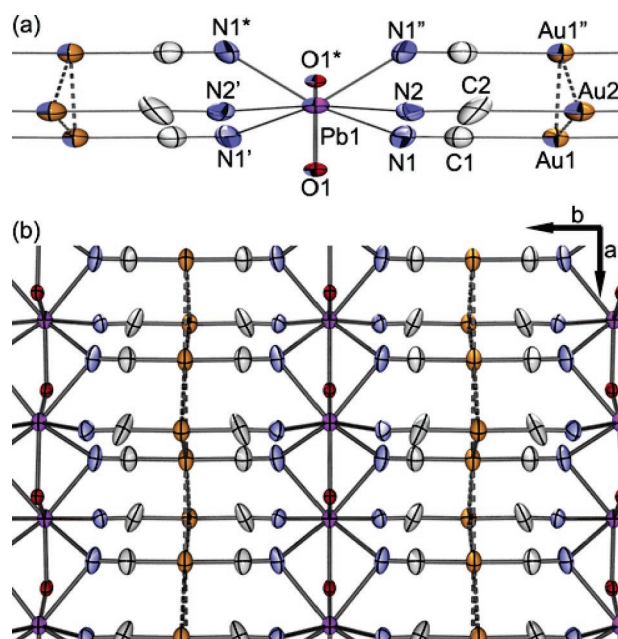 (a)
N1* N1" Au1"
O1*
N2' N2 C2 Au2
Pb1
N1' N1 C1 Au1
O1
(b)
b
a